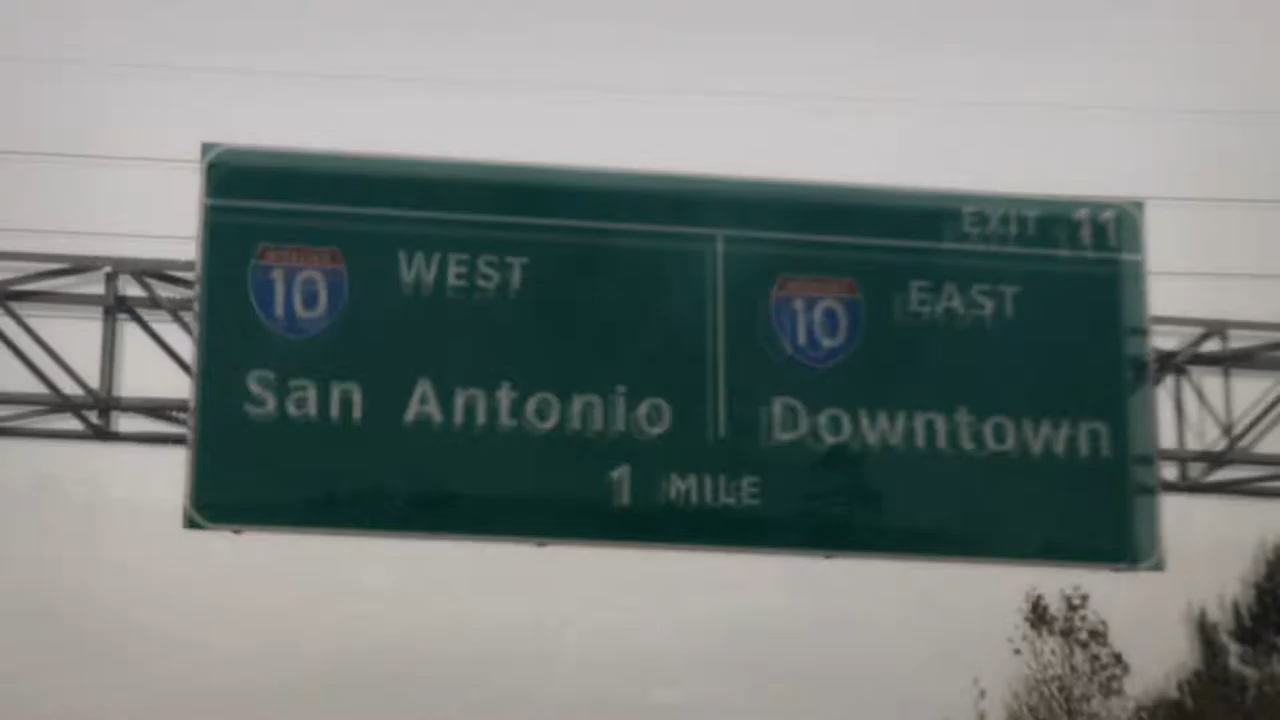 EXIT 11
10 WEST
San Antonio
10 EAST
Downtown
1 MILE